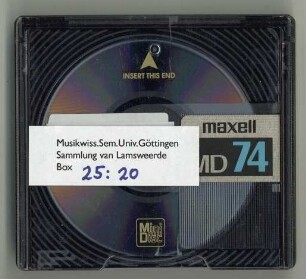 INSERT THIS END
maxell
MD 74
Musikwiss.Sem.Univ.Göttingen
Sammlung van Lamsweerde
Box 25: 20
Mini
Disc